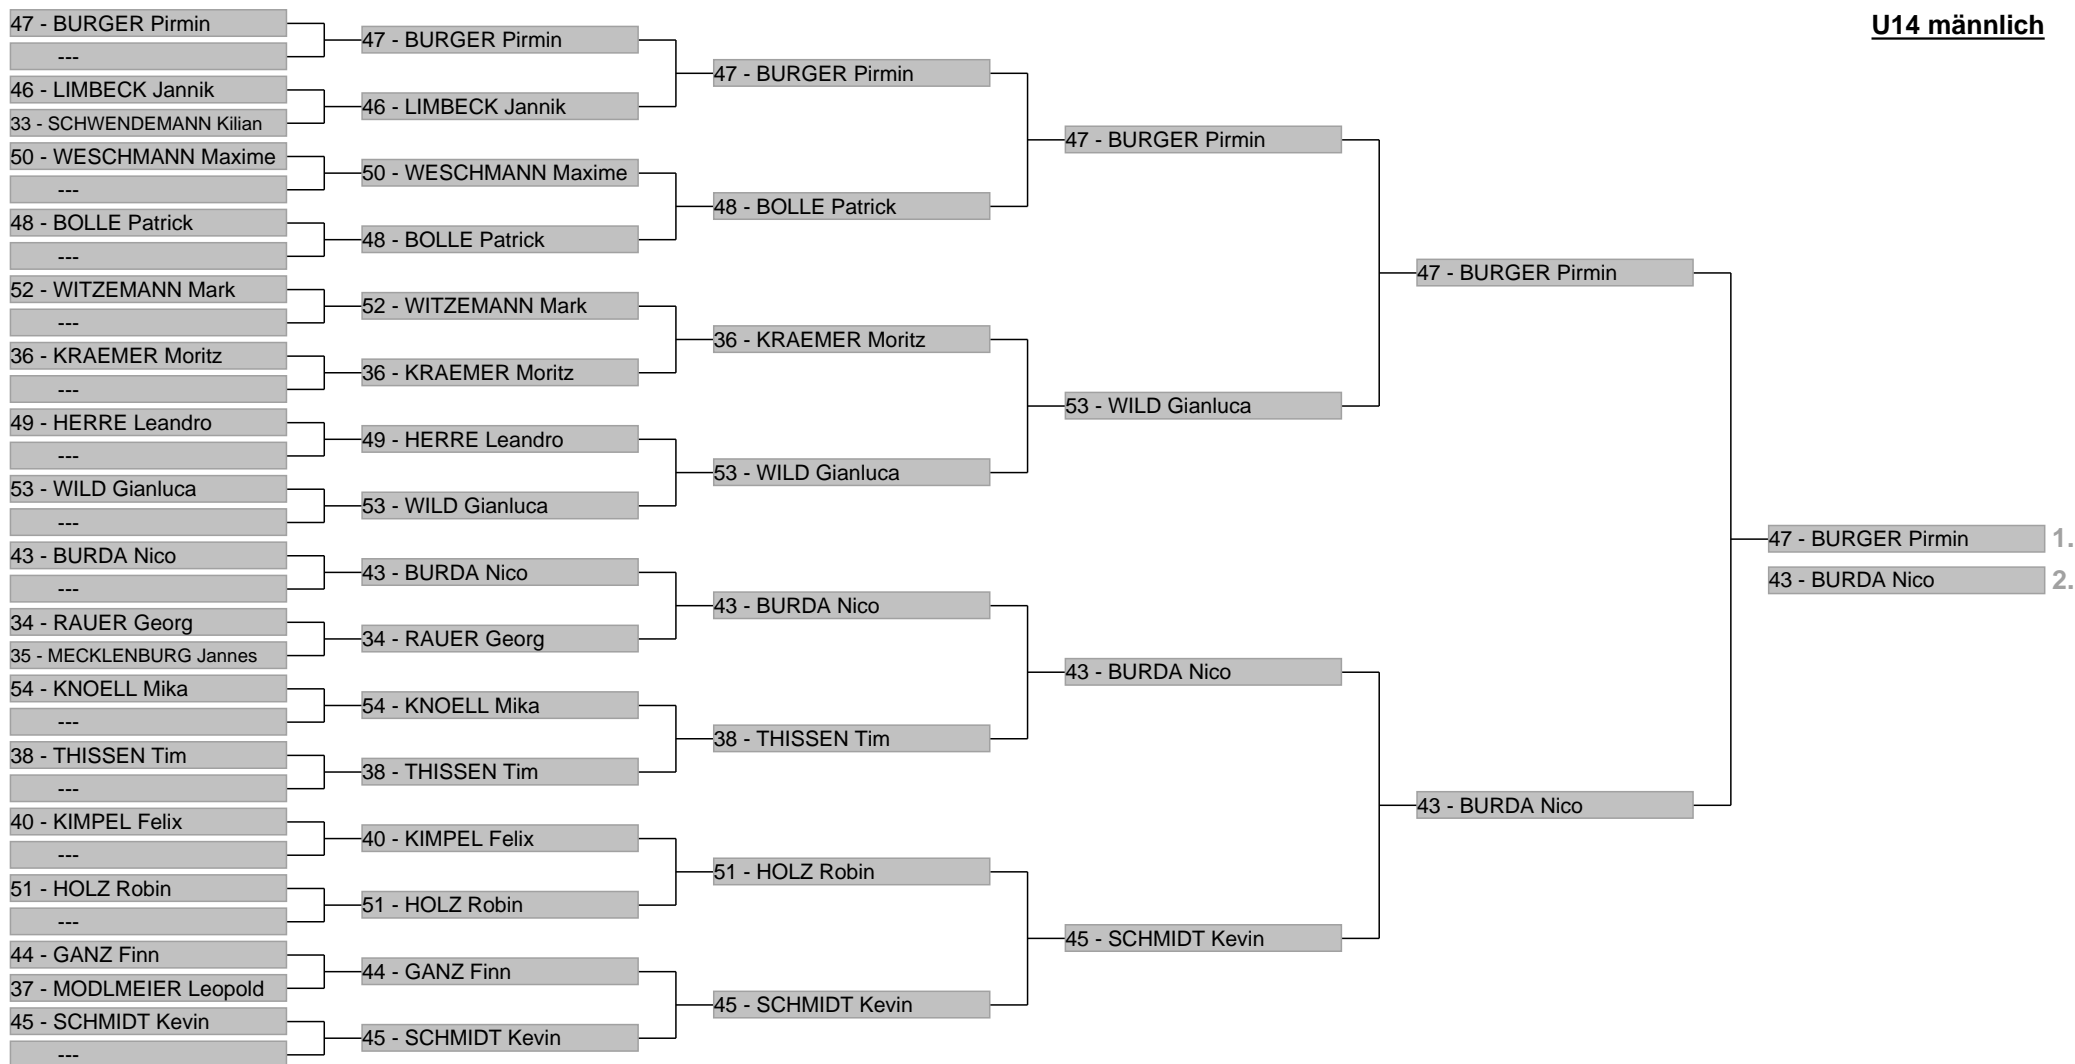 U14 männlich
47 - BURGER Pirmin
---
46 - LIMBECK Jannik
33 - SCHWENDEMANN Kilian
50 - WESCHMANN Maxime
---
48 - BOLLE Patrick
---
52 - WITZEMANN Mark
---
36 - KRAEMER Moritz
---
49 - HERRE Leandro
---
53 - WILD Gianluca
---
43 - BURDA Nico
---
34 - RAUER Georg
35 - MECKLENBURG Jannes
54 - KNOELL Mika
---
38 - THISSEN Tim
---
40 - KIMPEL Felix
---
51 - HOLZ Robin
---
44 - GANZ Finn
37 - MODLMEIER Leopold
45 - SCHMIDT Kevin
---
47 - BURGER Pirmin
46 - LIMBECK Jannik
50 - WESCHMANN Maxime
48 - BOLLE Patrick
52 - WITZEMANN Mark
36 - KRAEMER Moritz
49 - HERRE Leandro
53 - WILD Gianluca
43 - BURDA Nico
34 - RAUER Georg
54 - KNOELL Mika
38 - THISSEN Tim
40 - KIMPEL Felix
51 - HOLZ Robin
44 - GANZ Finn
45 - SCHMIDT Kevin
47 - BURGER Pirmin
48 - BOLLE Patrick
36 - KRAEMER Moritz
53 - WILD Gianluca
43 - BURDA Nico
38 - THISSEN Tim
51 - HOLZ Robin
45 - SCHMIDT Kevin
47 - BURGER Pirmin
53 - WILD Gianluca
43 - BURDA Nico
45 - SCHMIDT Kevin
47 - BURGER Pirmin
43 - BURDA Nico
47 - BURGER Pirmin 1.
43 - BURDA Nico 2.